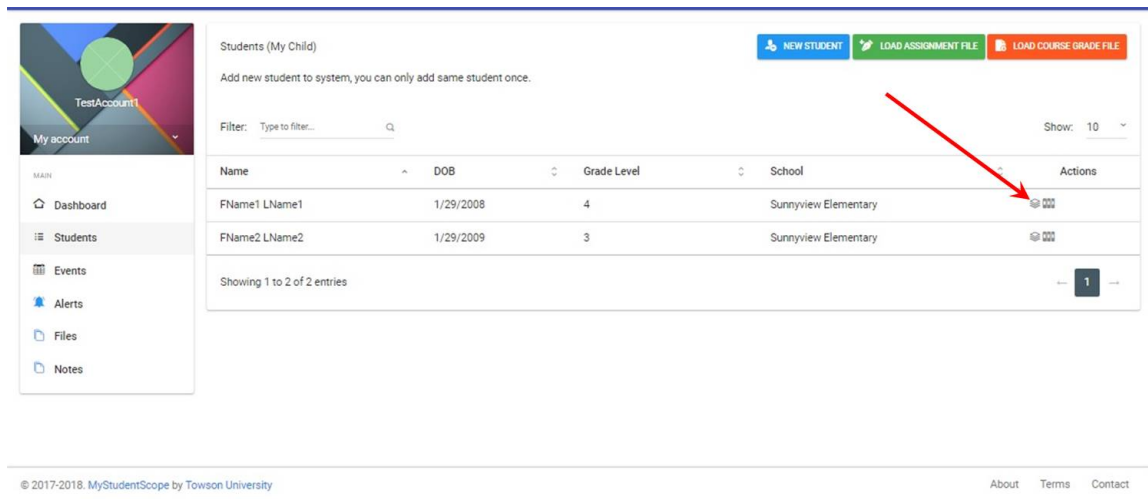 TestAccount1
My account
MAIN
Dashboard
Students
Events
Alerts
Files
Notes
Students (My Child)
NEW STUDENT
LOAD ASSIGNMENT FILE
LOAD COURSE GRADE FILE
Add new student to system, you can only add same student once.
Filter: Type to filter...
Show: 10
Name DOB Grade Level School Actions
FName1 LName1 1/29/2008 4 Sunnyview Elementary
FName2 LName2 1/29/2009 3 Sunnyview Elementary
Showing 1 to 2 of 2 entries
← 1 →
© 2017-2018. MyStudentScope by Towson University
About Terms Contact